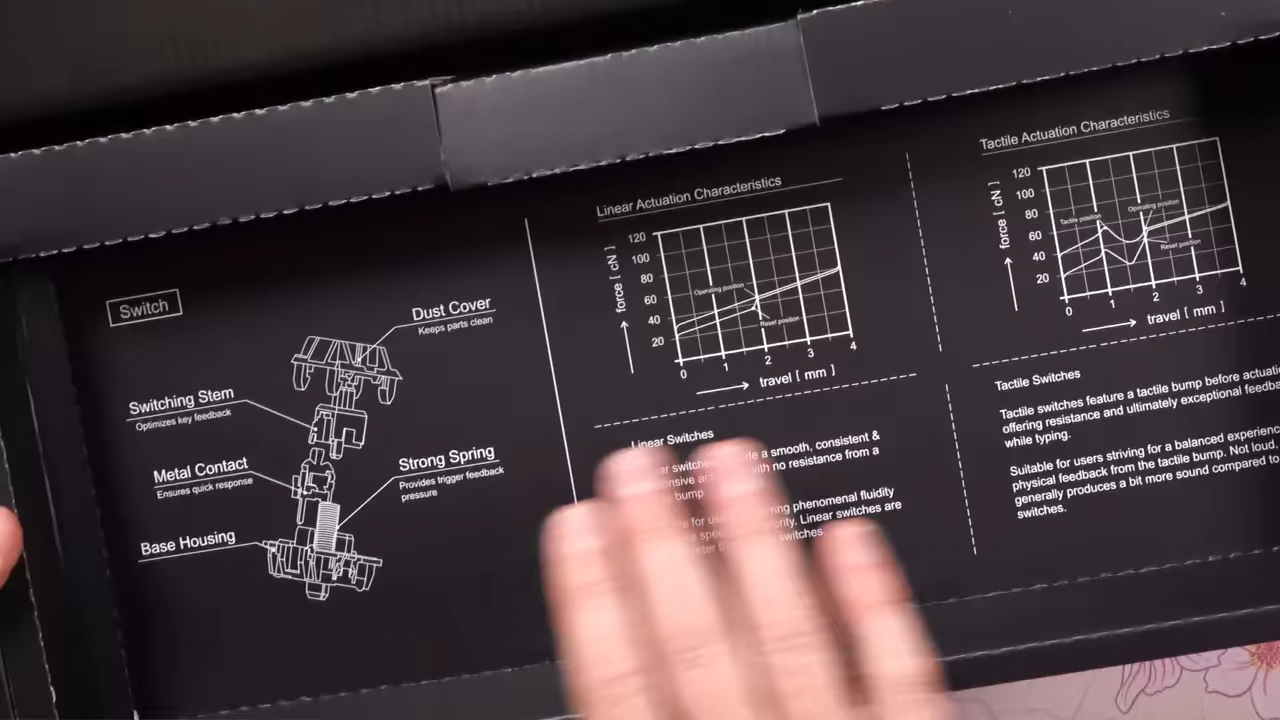 Switch
Dust Cover
Keeps parts clean
Switching Stem
Optimizes key feedback
Metal Contact
Ensures quick response
Strong Spring
Provides trigger feedback
pressure
Base Housing
Linear Actuation Characteristics
force [ cN ]
120
100
80
60
40
20
Operating position
Reset position
0 1 2 3 4
travel [ mm ]
Linear Switches
a smooth, consistent &
with no resistance from a
bump
phenomenal fluidity
Linear switches are
switches
Tactile Actuation Characteristics
force [ cN ]
120
100
80
60
40
20
Tactile position
Operating position
Reset position
0 1 2 3 4
travel [ mm ]
Tactile Switches
Tactile switches feature a tactile bump before
offering resistance and ultimately exceptional
while typing.
Suitable for users striving for a balanced
physical feedback from the tactile bump. Not loud,
generally produces a bit more sound compared to
switches.